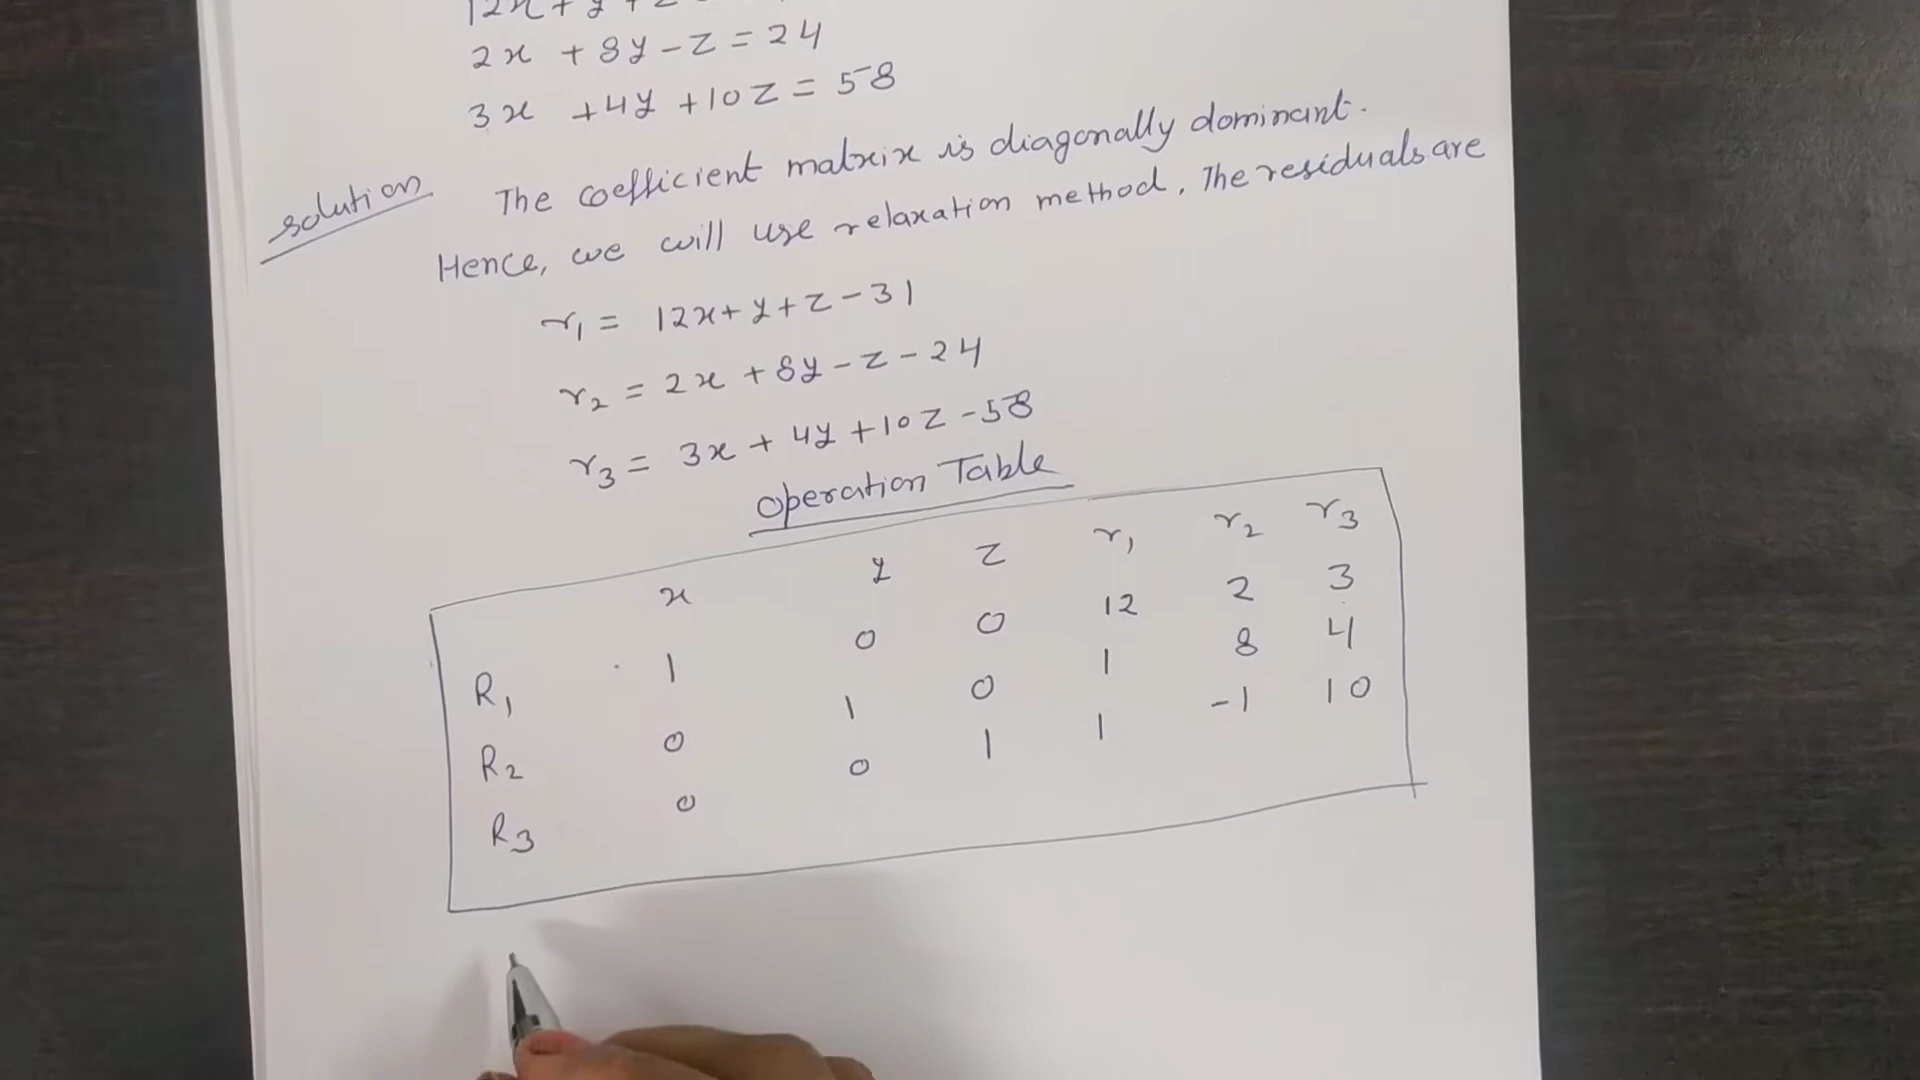 12x + y + z
2x + 8y - z = 24
3x + 4y + 10z = 58
solution The coefficient matrix is diagonally dominant.
Hence, we will use relaxation method. The residuals are
r₁ = 12x + y + z - 31
r₂ = 2x + 8y - z - 24
r₃ = 3x + 4y + 10z - 58
Operation Table
x y z r₁ r₂ r₃
R₁ 1 0 0 12 2 3
R₂ 0 1 0 1 8 4
R₃ 0 0 1 1 -1 10